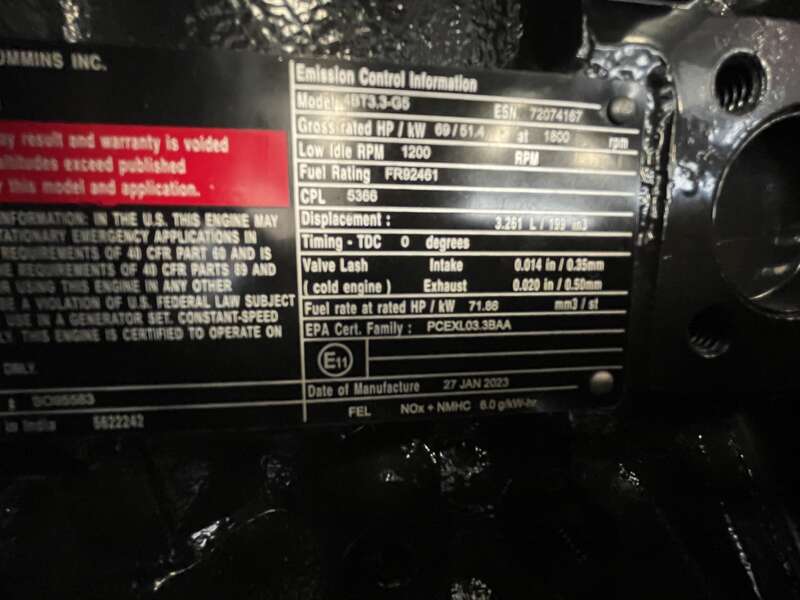 UMMINS INC.
ay result and warranty is voided
altitudes exceed published
r this model and application.
INFORMATION: IN THE U.S. THIS ENGINE MAY
TATIONARY EMERGENCY APPLICATIONS IN
REQUIREMENTS OF 40 CFR PART 60 AND IS
HE REQUIREMENTS OF 40 CFR PARTS 89 AND
R USING THIS ENGINE IN ANY OTHER
BE A VIOLATION OF U.S. FEDERAL LAW SUBJECT
USE IN A GENERATOR SET. CONSTANT-SPEED
LY THIS ENGINE IS CERTIFIED TO OPERATE ON
ONLY.
SO95583
in India 5622242
Emission Control Information
Model 4BT3.3-G5 ESN 72074167
Gross rated HP / kW 69 / 51.4 at 1800 rpm
Low Idle RPM 1200 RPM
Fuel Rating FR92461
CPL 5366
Displacement : 3.261 L / 199 in3
Timing - TDC 0 degrees
Valve Lash Intake 0.014 in / 0.35mm
( cold engine ) Exhaust 0.020 in / 0.50mm
Fuel rate at rated HP / kW 71.86 mm3 / st
EPA Cert. Family : PCEXL03.3BAA
E11
Date of Manufacture 27 JAN 2023
FEL NOx + NMHC 6.0 g/kW-hr